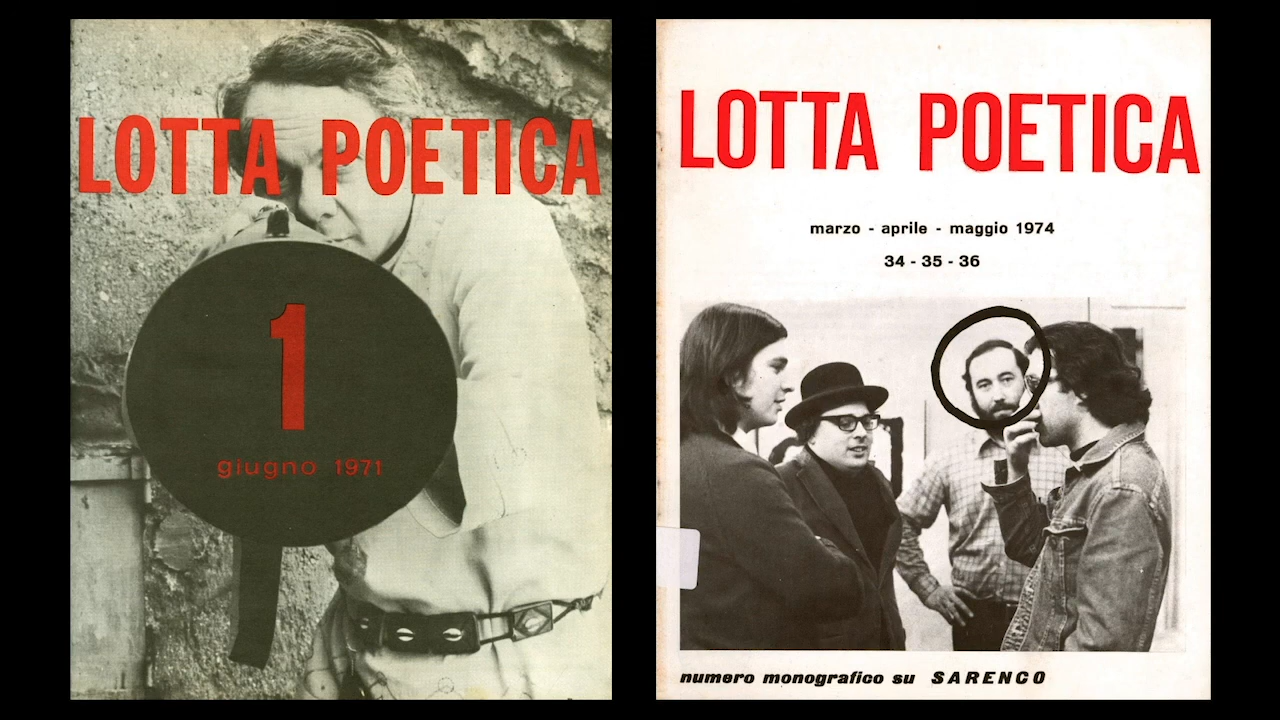 LOTTA POETICA
1
giugno 1971
LOTTA POETICA
marzo - aprile - maggio 1974
34 - 35 - 36
numero monografico su SARENCO